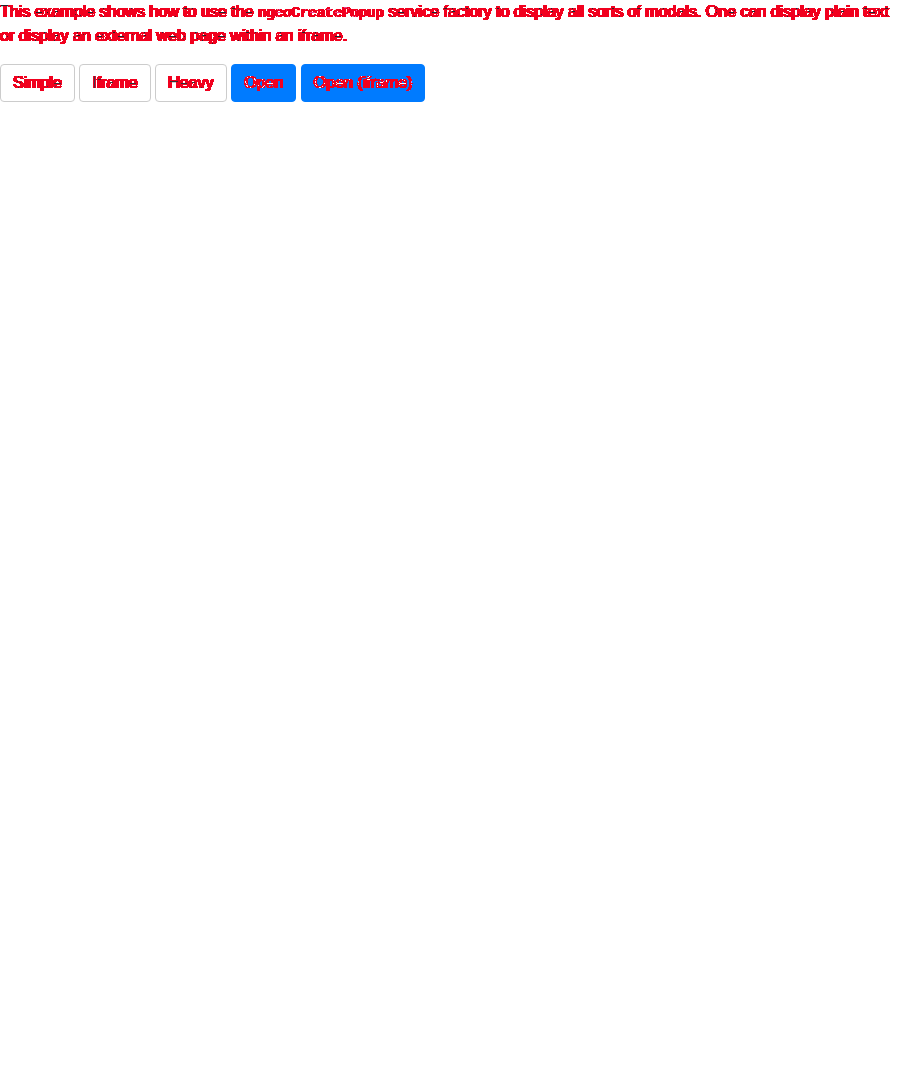 This example shows how to use the ngeoCreatePopup service factory to display all sorts of modals. One can display plain text
or display an external web page within an iframe.
Simple Iframe Heavy Open Open (iframe)